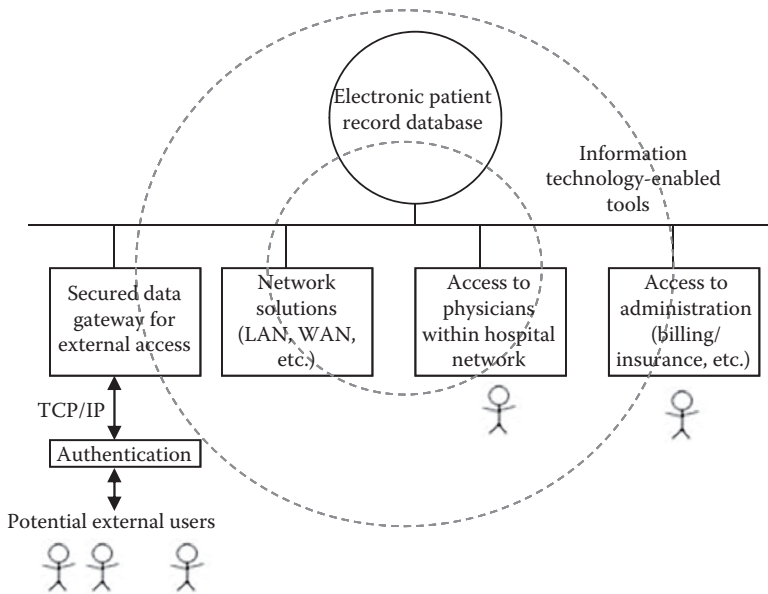 Electronic patient
record database
Information
technology-enabled
tools
Secured data
gateway for
external access
Network
solutions
(LAN, WAN,
etc.)
Access to
physicians
within hospital
network
Access to
administration
(billing/
insurance, etc.)
TCP/IP
Authentication
Potential external users